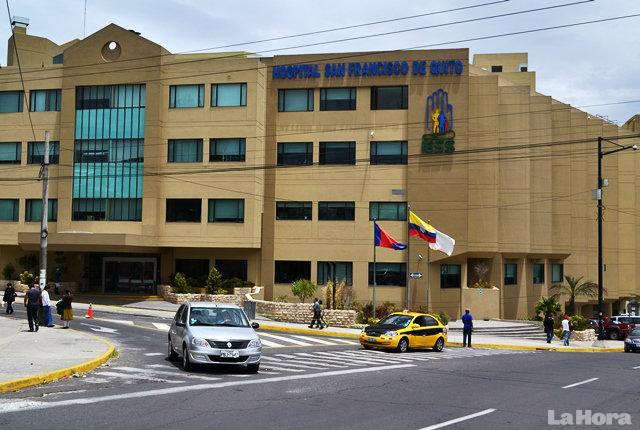 HOSPITAL SAN FRANCISCO DE QUITO
IESS
LaHora